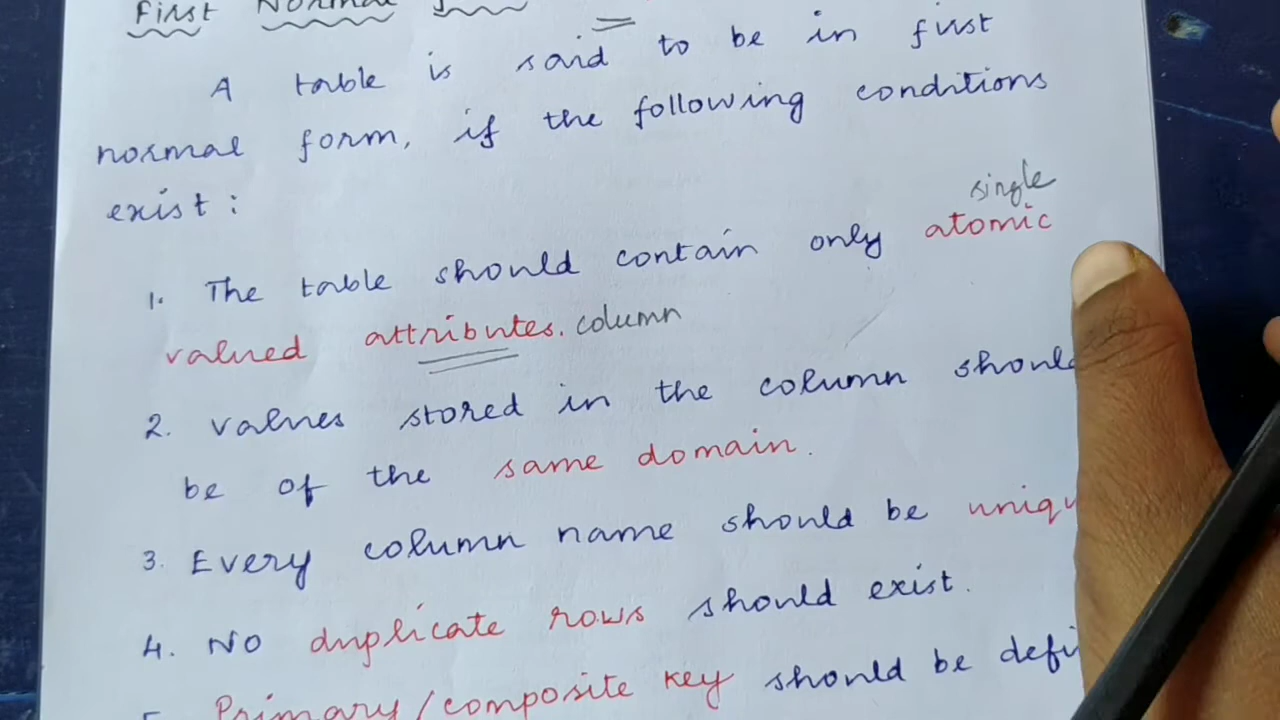 First Normal
A table is said to be in first
normal form, if the following conditions
exist :
single
1. The table should contain only atomic
valued attributes. column
2. Values stored in the column should
be of the same domain.
3. Every column name should be
4. No duplicate rows should exist.
5. Primary/composite key should be